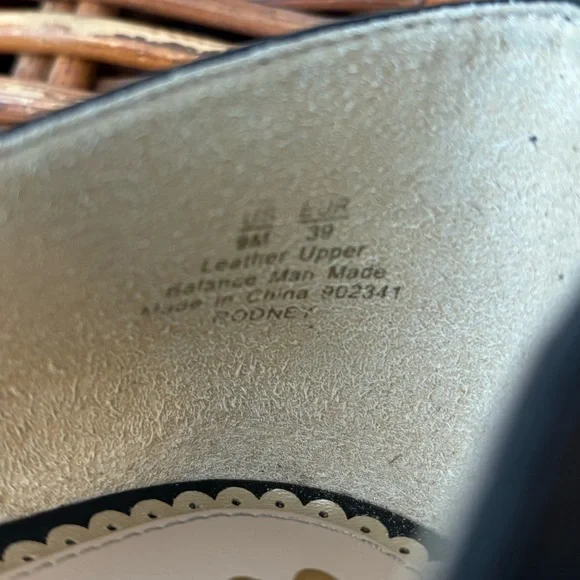 US EUR
9M 39
Leather Upper
Balance Man Made
Made in China 902341
RODNEY